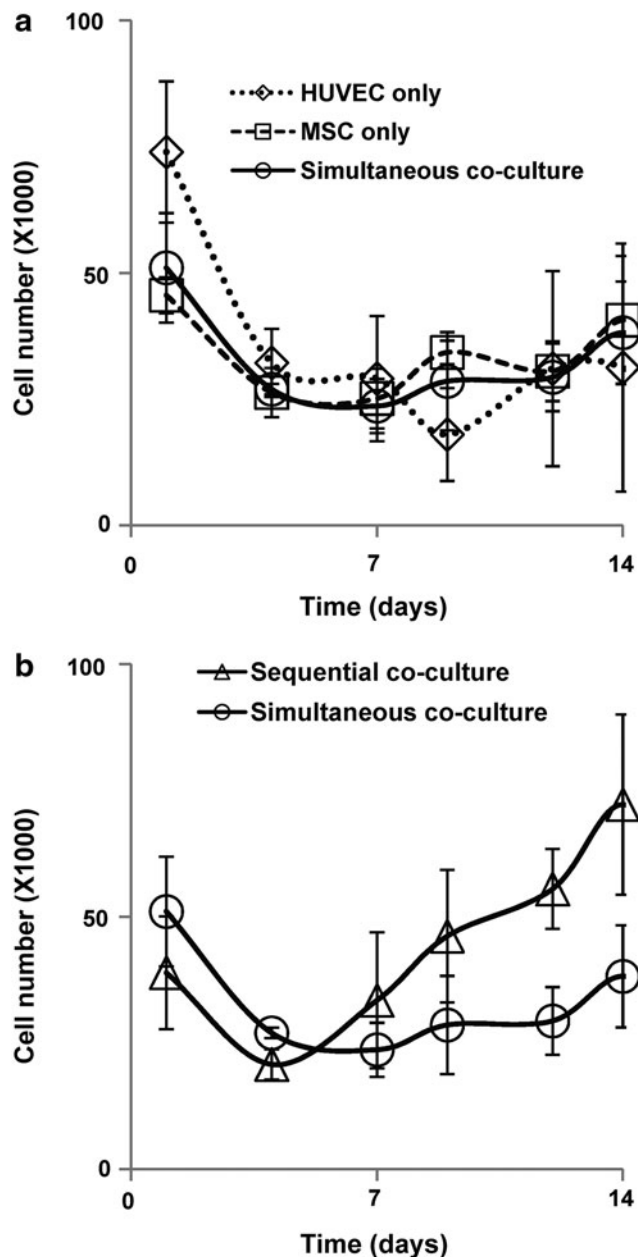 a
100
HUVEC only
MSC only
Simultaneous co-culture
Cell number (X1000)
50
0
0
7
14
Time (days)
b
100
Sequential co-culture
Simultaneous co-culture
Cell number (X1000)
50
0
0
7
14
Time (days)